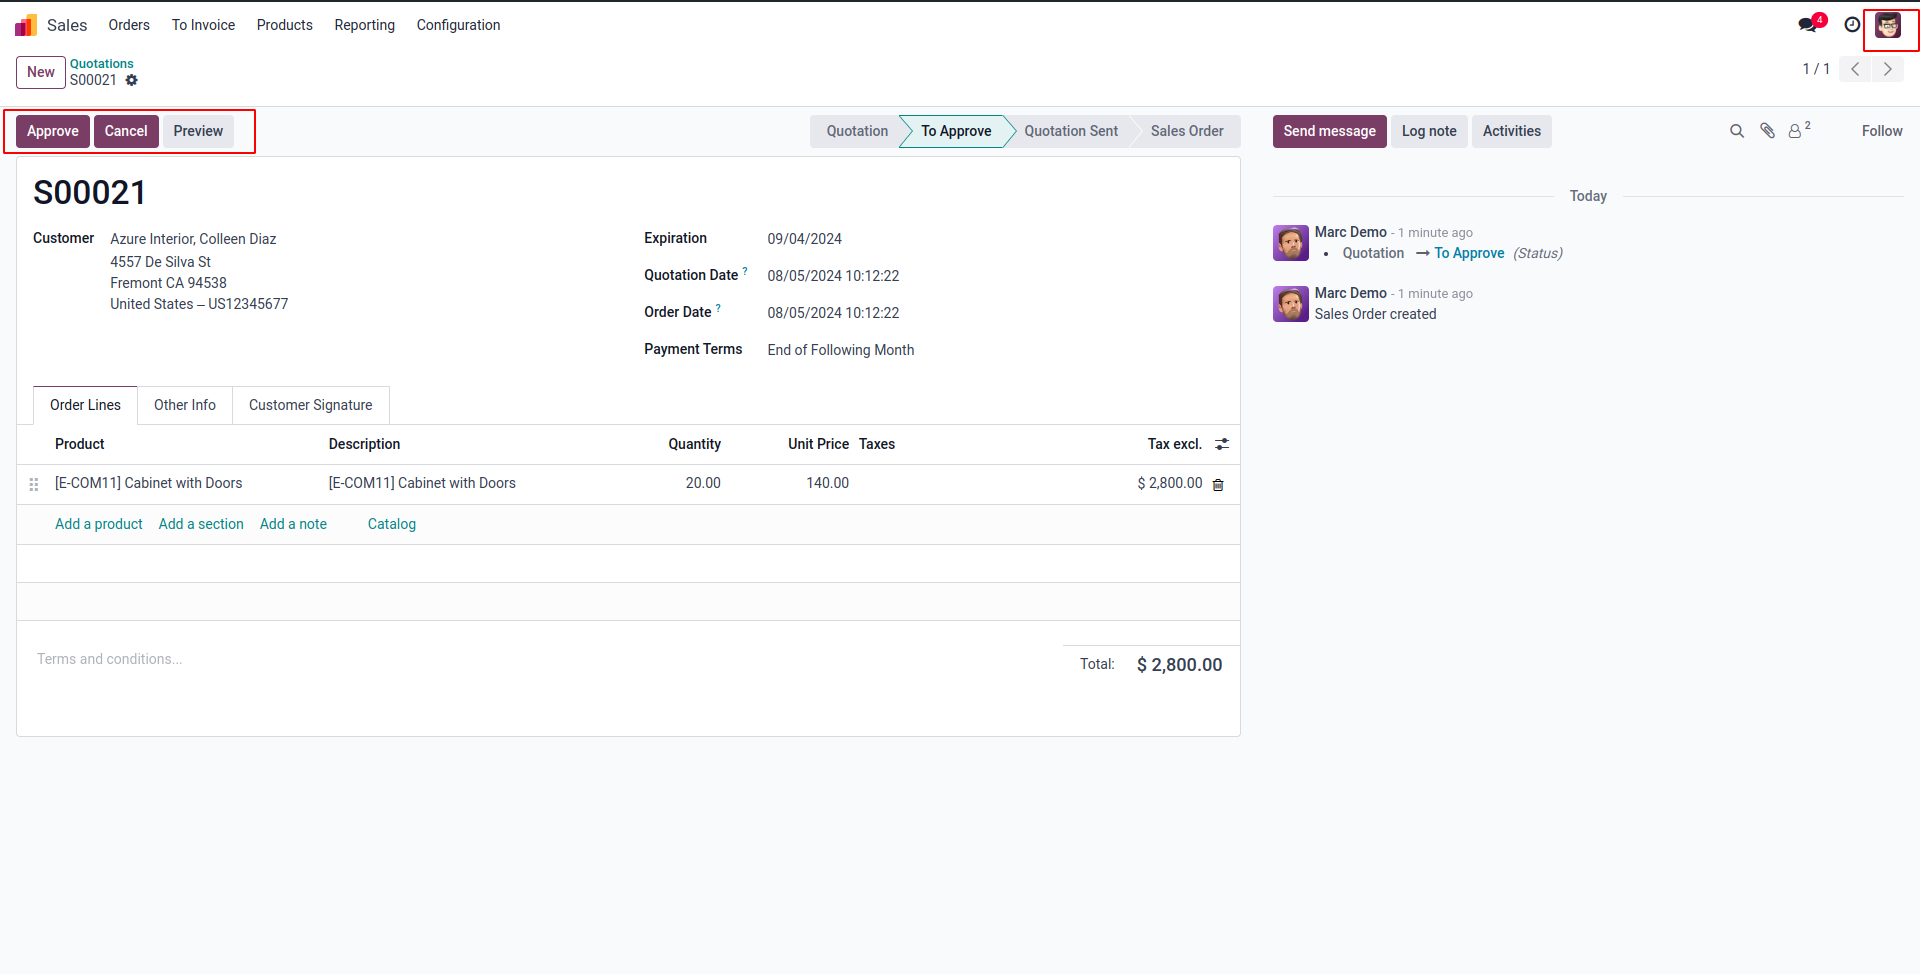 Sales Orders To Invoice Products Reporting Configuration 4
New Quotations
S00021
1 / 1
Approve Cancel Preview Quotation To Approve Quotation Sent Sales Order
Send message Log note Activities 2 Follow
S00021
Customer Azure Interior, Colleen Diaz
4557 De Silva St
Fremont CA 94538
United States – US12345677
Expiration 09/04/2024
Quotation Date ? 08/05/2024 10:12:22
Order Date ? 08/05/2024 10:12:22
Payment Terms End of Following Month
Order Lines Other Info Customer Signature
Product Description Quantity Unit Price Taxes Tax excl.
[E-COM11] Cabinet with Doors [E-COM11] Cabinet with Doors 20.00 140.00 $ 2,800.00
Add a product Add a section Add a note Catalog
Terms and conditions...
Total: $ 2,800.00
Today
Marc Demo - 1 minute ago
• Quotation → To Approve (Status)
Marc Demo - 1 minute ago
Sales Order created